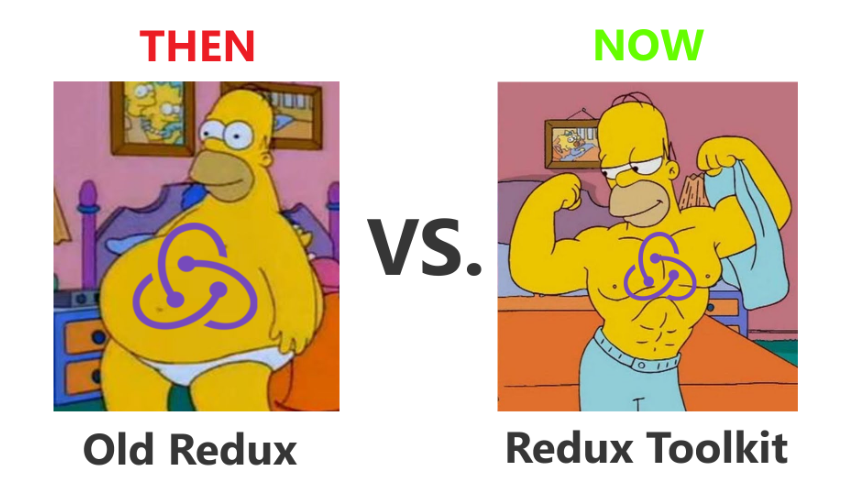 THEN
NOW
VS.
Old Redux
Redux Toolkit